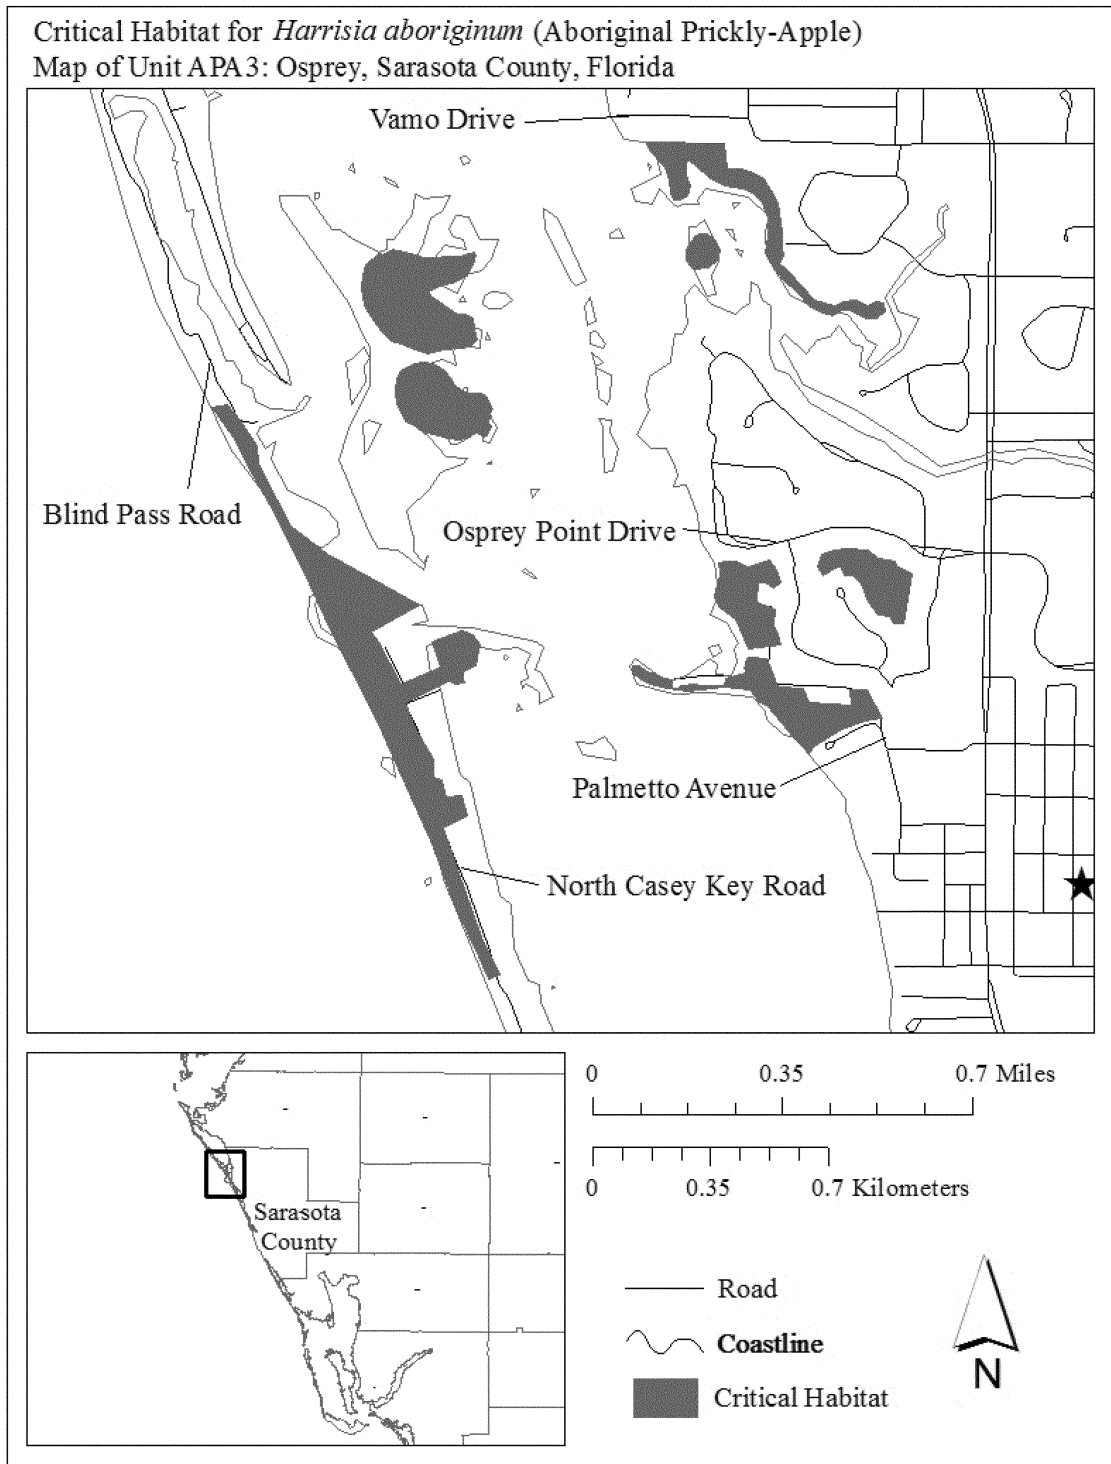 Critical Habitat for Harrisia aboriginum (Aboriginal Prickly-Apple)
Map of Unit APA3: Osprey, Sarasota County, Florida
Vamo Drive
Blind Pass Road
Osprey Point Drive
Palmetto Avenue
North Casey Key Road
Sarasota
County
0 0.35 0.7 Miles
0 0.35 0.7 Kilometers
Road
Coastline
Critical Habitat
N